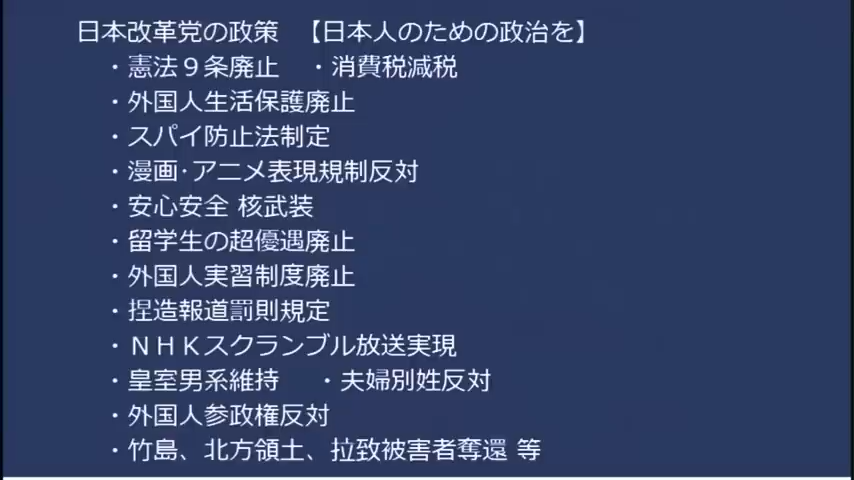 日本改革党の政策 【日本人のための政治を】
・憲法９条廃止 ・消費税減税
・外国人生活保護廃止
・スパイ防止法制定
・漫画･アニメ表現規制反対
・安心安全 核武装
・留学生の超優遇廃止
・外国人実習制度廃止
・捏造報道罰則規定
・ＮＨＫスクランブル放送実現
・皇室男系維持 ・夫婦別姓反対
・外国人参政権反対
・竹島、北方領土、拉致被害者奪還 等